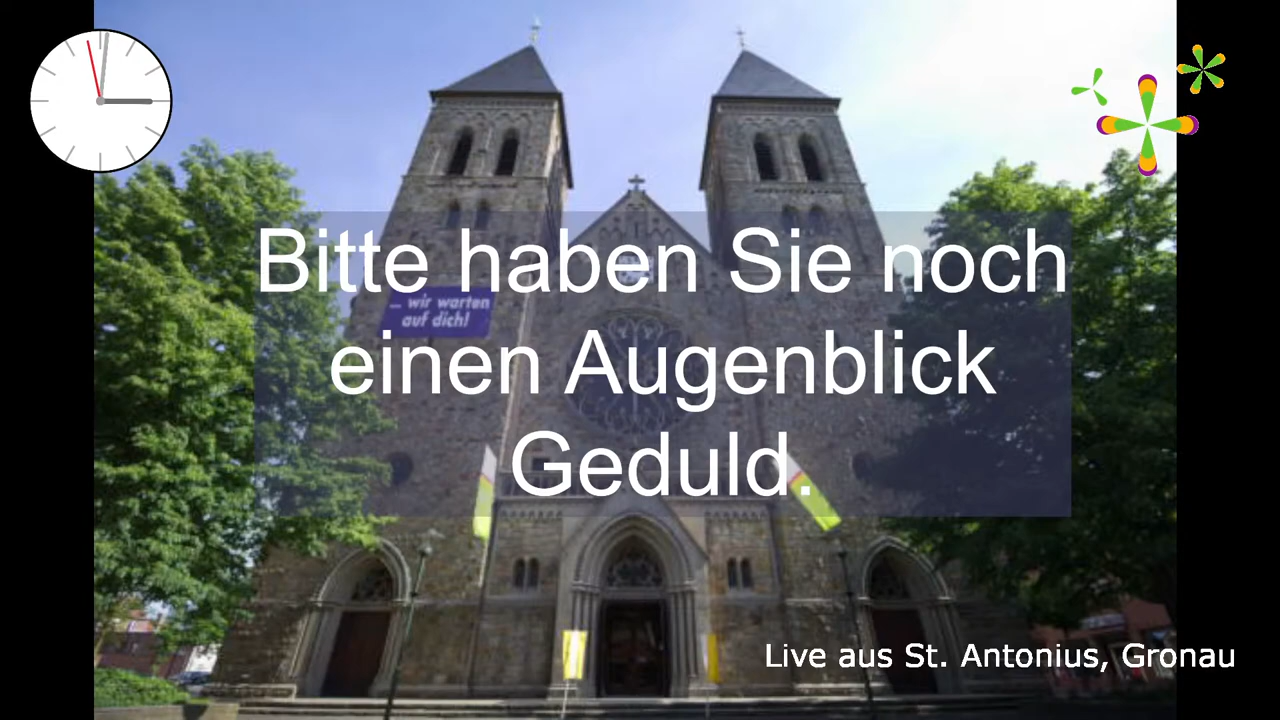 Bitte haben Sie noch
einen Augenblick
Geduld.
... wir warten
auf dich!
Live aus St. Antonius, Gronau